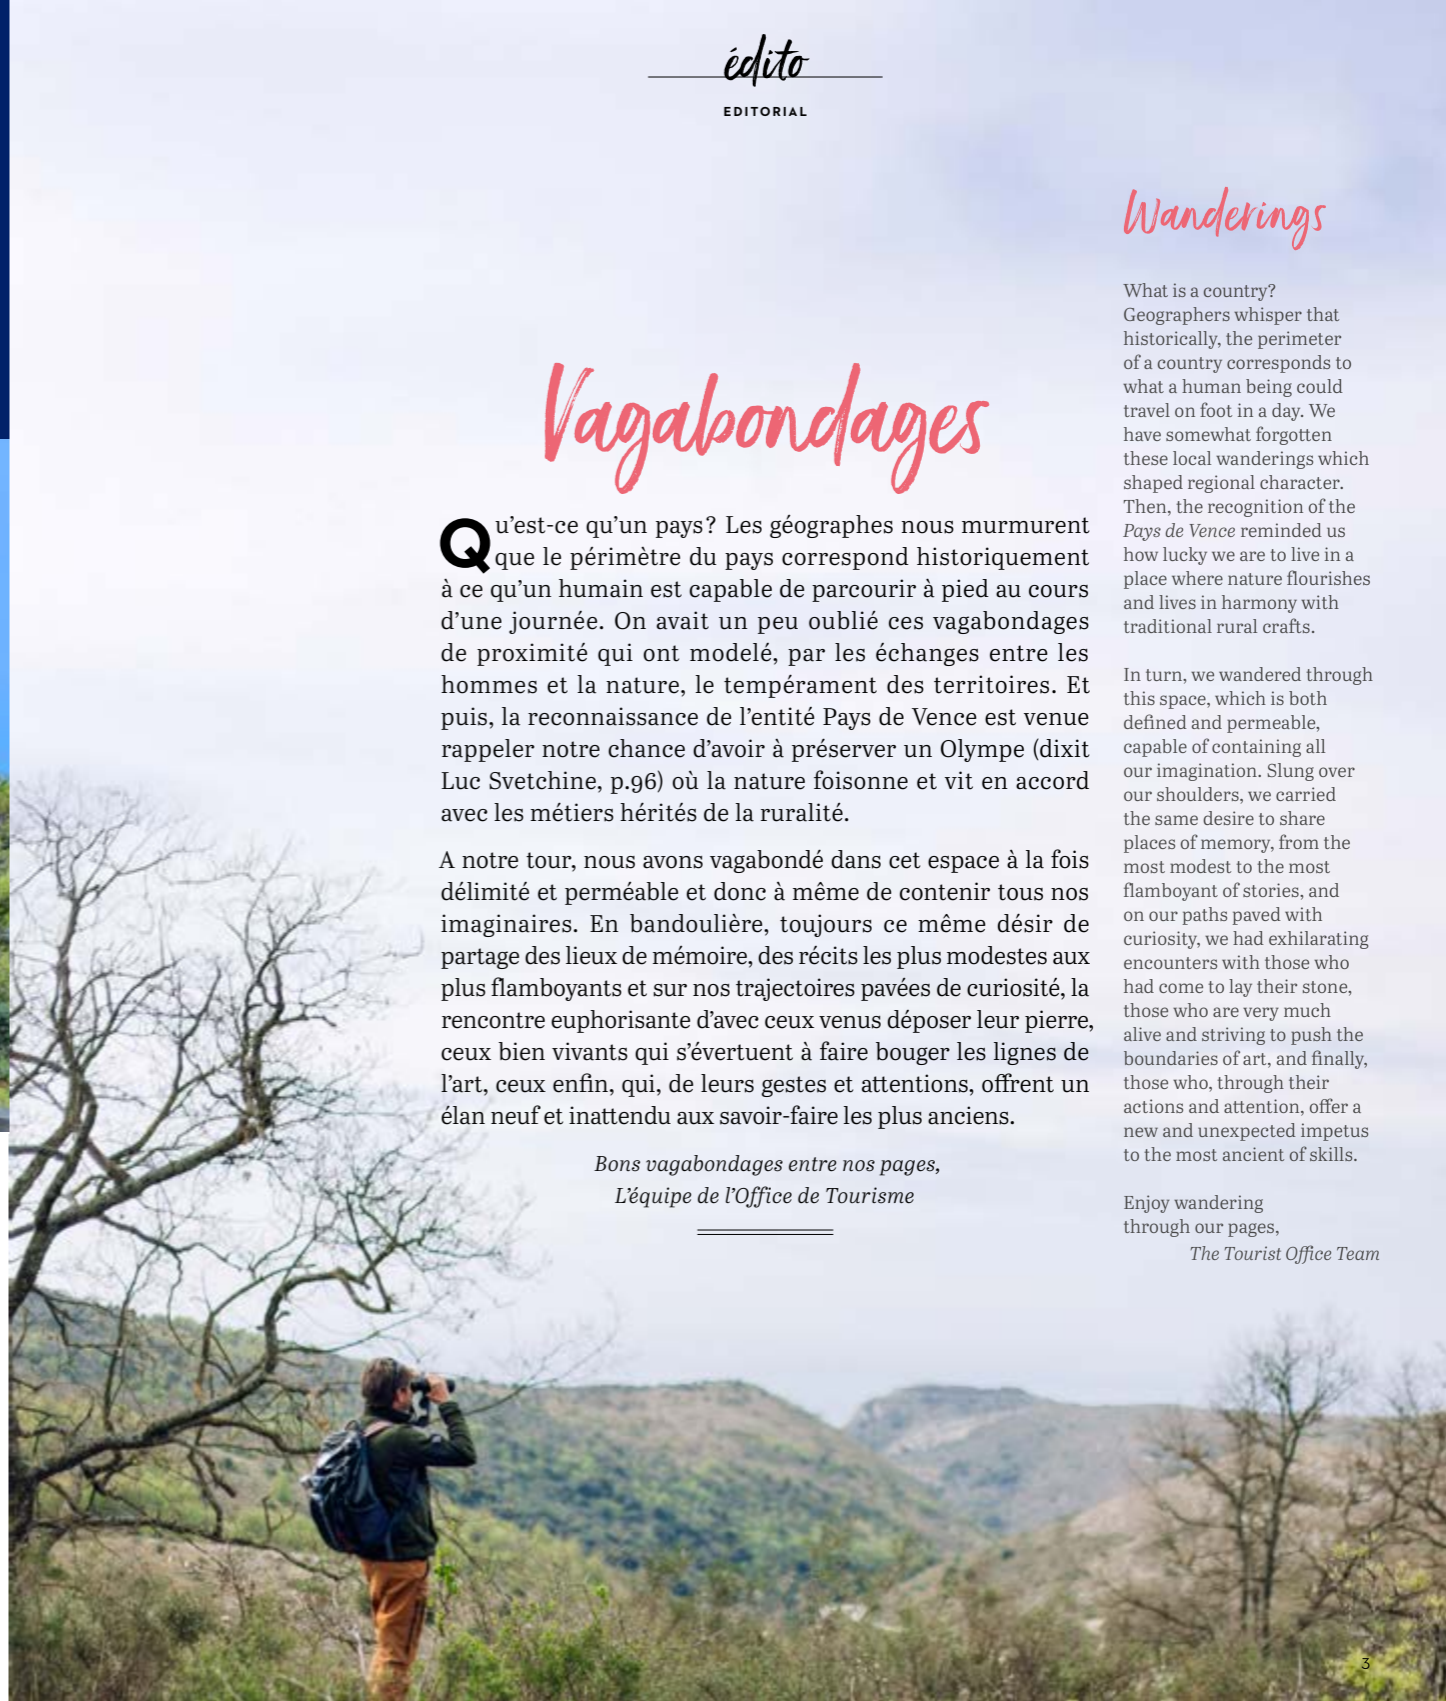 édito
EDITORIAL
Vagabondages
Qu’est-ce qu’un pays? Les géographes nous murmurent
que le périmètre du pays correspond historiquement
à ce qu’un humain est capable de parcourir à pied au cours
d’une journée. On avait un peu oublié ces vagabondages
de proximité qui ont modelé, par les échanges entre les
hommes et la nature, le tempérament des territoires. Et
puis, la reconnaissance de l’entité Pays de Vence est venue
rappeler notre chance d’avoir à préserver un Olympe (dixit
Luc Svetchine, p.96) où la nature foisonne et vit en accord
avec les métiers hérités de la ruralité.
A notre tour, nous avons vagabondé dans cet espace à la fois
délimité et perméable et donc à même de contenir tous nos
imaginaires. En bandoulière, toujours ce même désir de
partage des lieux de mémoire, des récits les plus modestes aux
plus flamboyants et sur nos trajectoires pavées de curiosité, la
rencontre euphorisante d’avec ceux venus déposer leur pierre,
ceux bien vivants qui s’évertuent à faire bouger les lignes de
l’art, ceux enfin, qui, de leurs gestes et attentions, offrent un
élan neuf et inattendu aux savoir-faire les plus anciens.
Bons vagabondages entre nos pages,
L’équipe de l’Office de Tourisme
Wanderings
What is a country?
Geographers whisper that
historically, the perimeter
of a country corresponds to
what a human being could
travel on foot in a day. We
have somewhat forgotten
these local wanderings which
shaped regional character.
Then, the recognition of the
Pays de Vence reminded us
how lucky we are to live in a
place where nature flourishes
and lives in harmony with
traditional rural crafts.
In turn, we wandered through
this space, which is both
defined and permeable,
capable of containing all
our imagination. Slung over
our shoulders, we carried
the same desire to share
places of memory, from the
most modest to the most
flamboyant of stories, and
on our paths paved with
curiosity, we had exhilarating
encounters with those who
had come to lay their stone,
those who are very much
alive and striving to push the
boundaries of art, and finally,
those who, through their
actions and attention, offer a
new and unexpected impetus
to the most ancient of skills.
Enjoy wandering
through our pages,
The Tourist Office Team
3